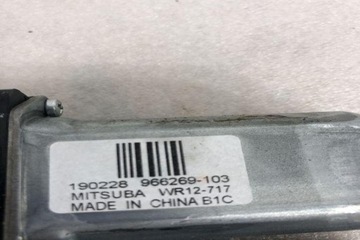 190228 966269-103
MITSUBA WR12-717
MADE IN CHINA B1C